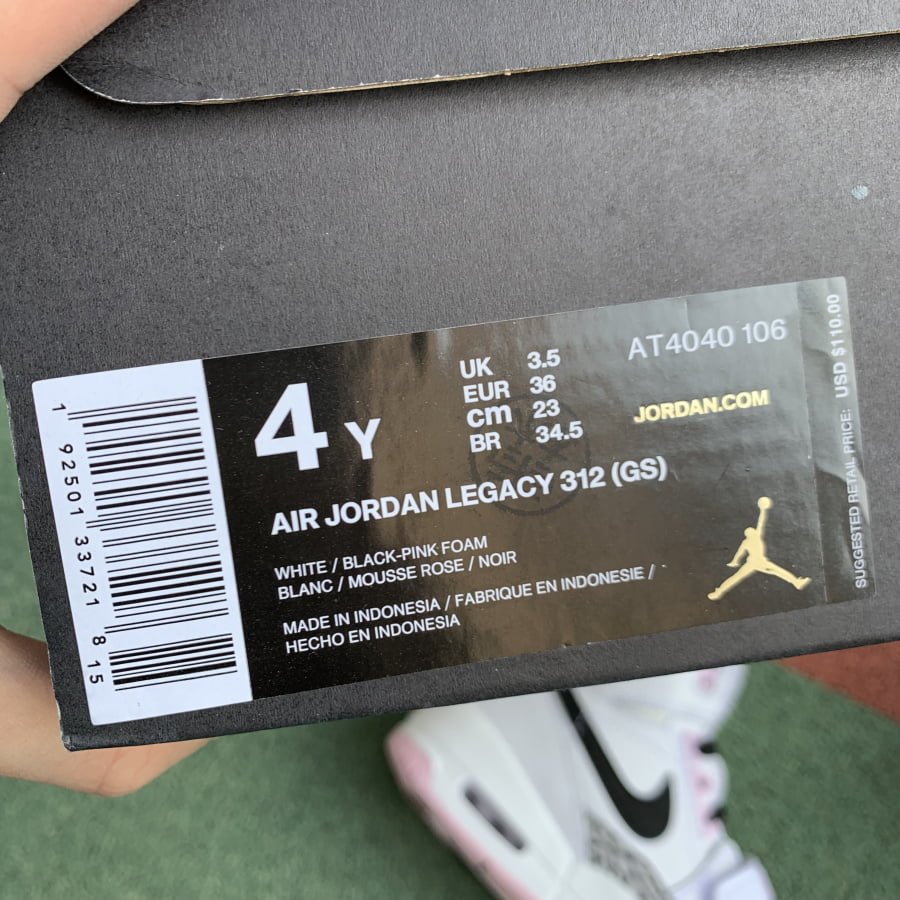 1 92501 33721 8 15
4 Y
UK 3.5
EUR 36
cm 23
BR 34.5
AT4040 106
JORDAN.COM
AIR JORDAN LEGACY 312 (GS)
WHITE / BLACK-PINK FOAM
BLANC / MOUSSE ROSE / NOIR
MADE IN INDONESIA / FABRIQUE EN INDONESIE /
HECHO EN INDONESIA
SUGGESTED RETAIL PRICE: USD $110.00